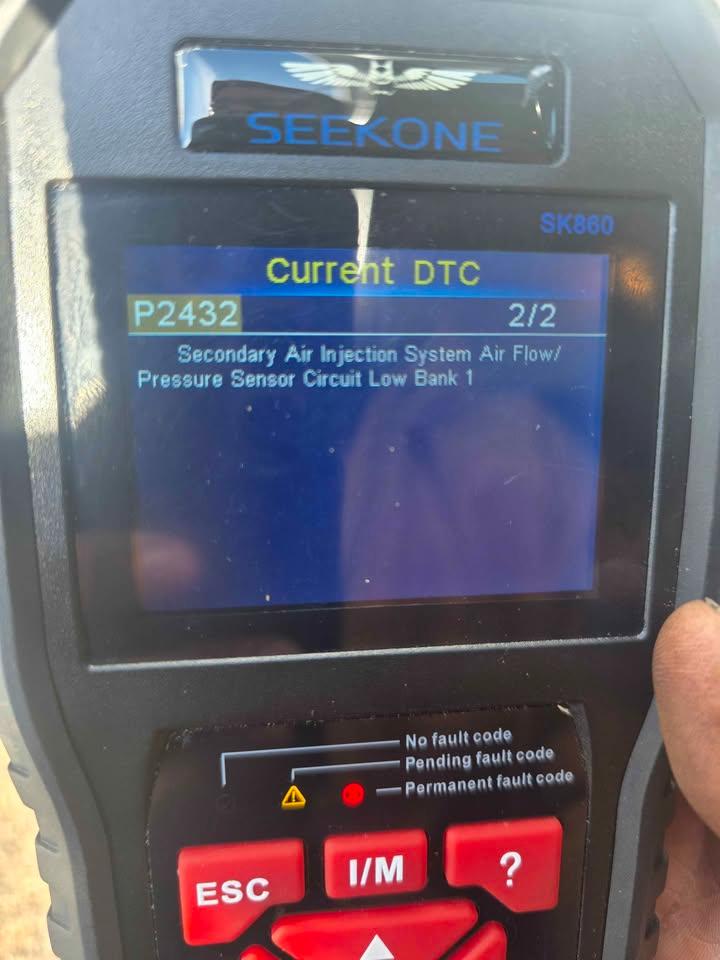 SEEKONE
SK860
Current DTC
P2432 2/2
Secondary Air Injection System Air Flow/
Pressure Sensor Circuit Low Bank 1
No fault code
Pending fault code
Permanent fault code
ESC I/M ?